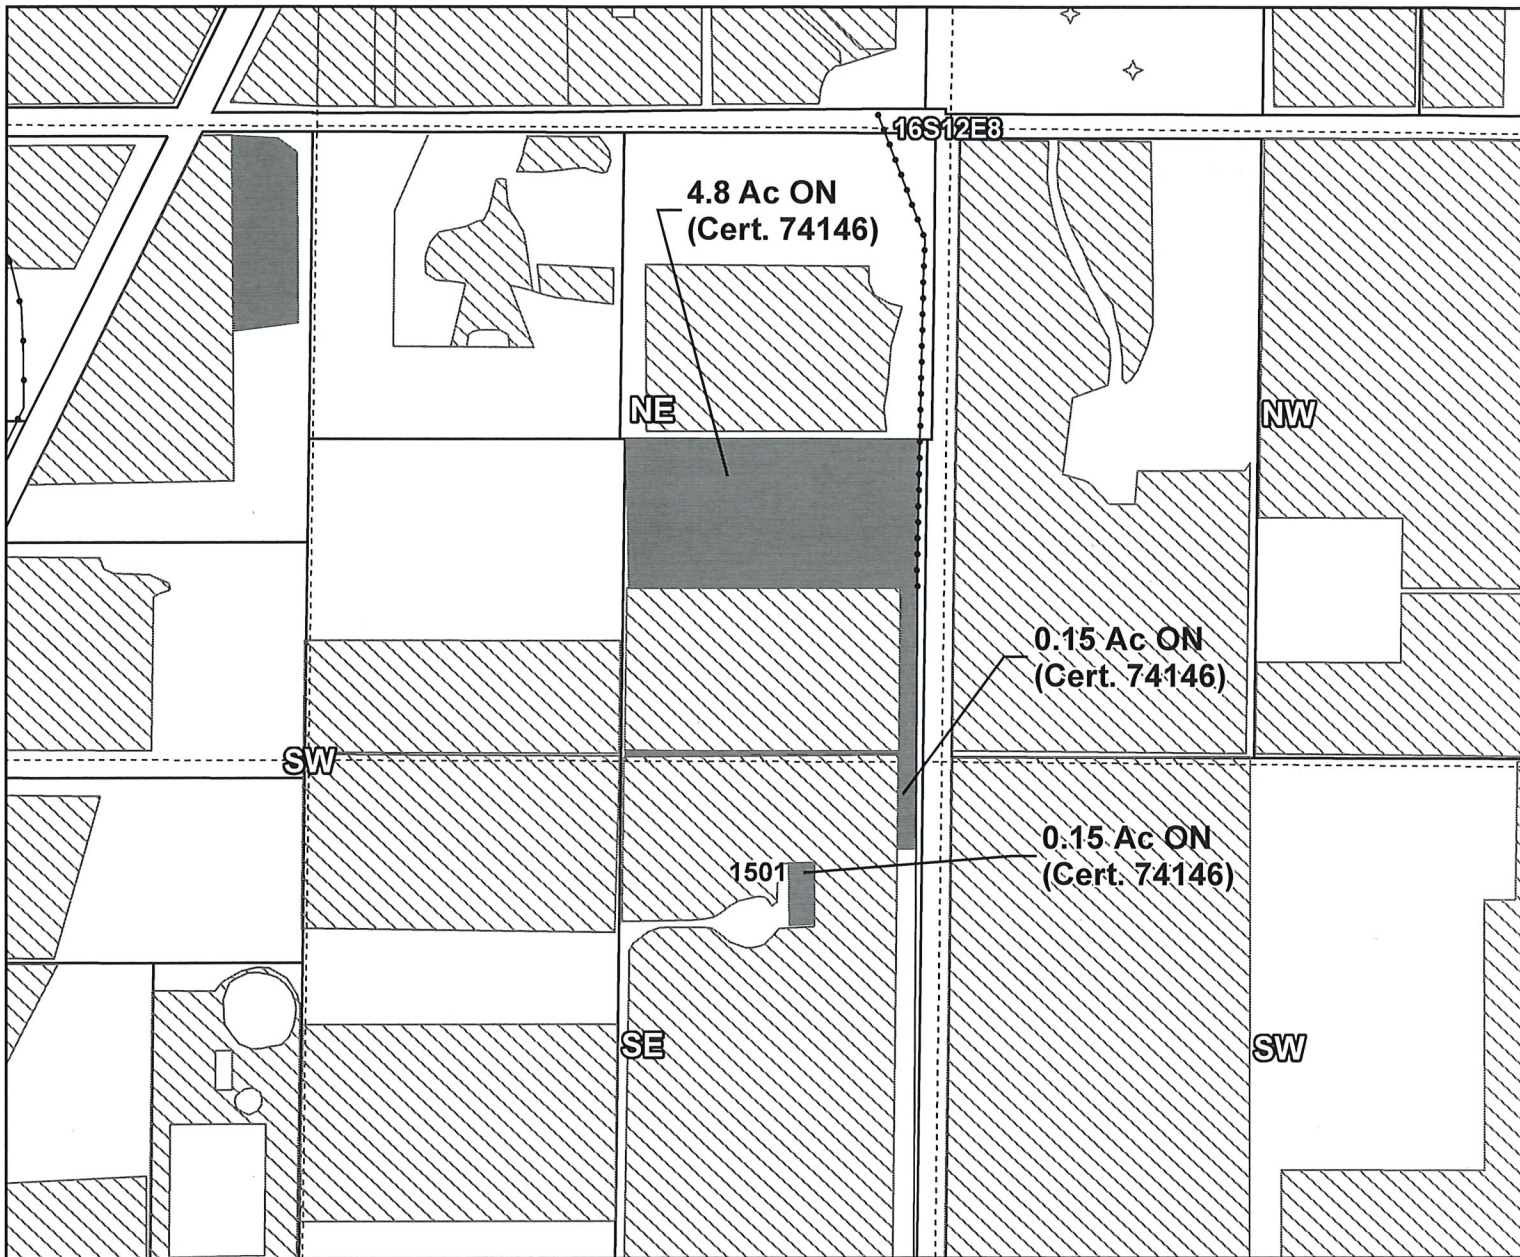 16S12E8
4.8 Ac ON
(Cert. 74146)
NE
NW
0.15 Ac ON
(Cert. 74146)
SW
0.15 Ac ON
(Cert. 74146)
1501
SE
SW